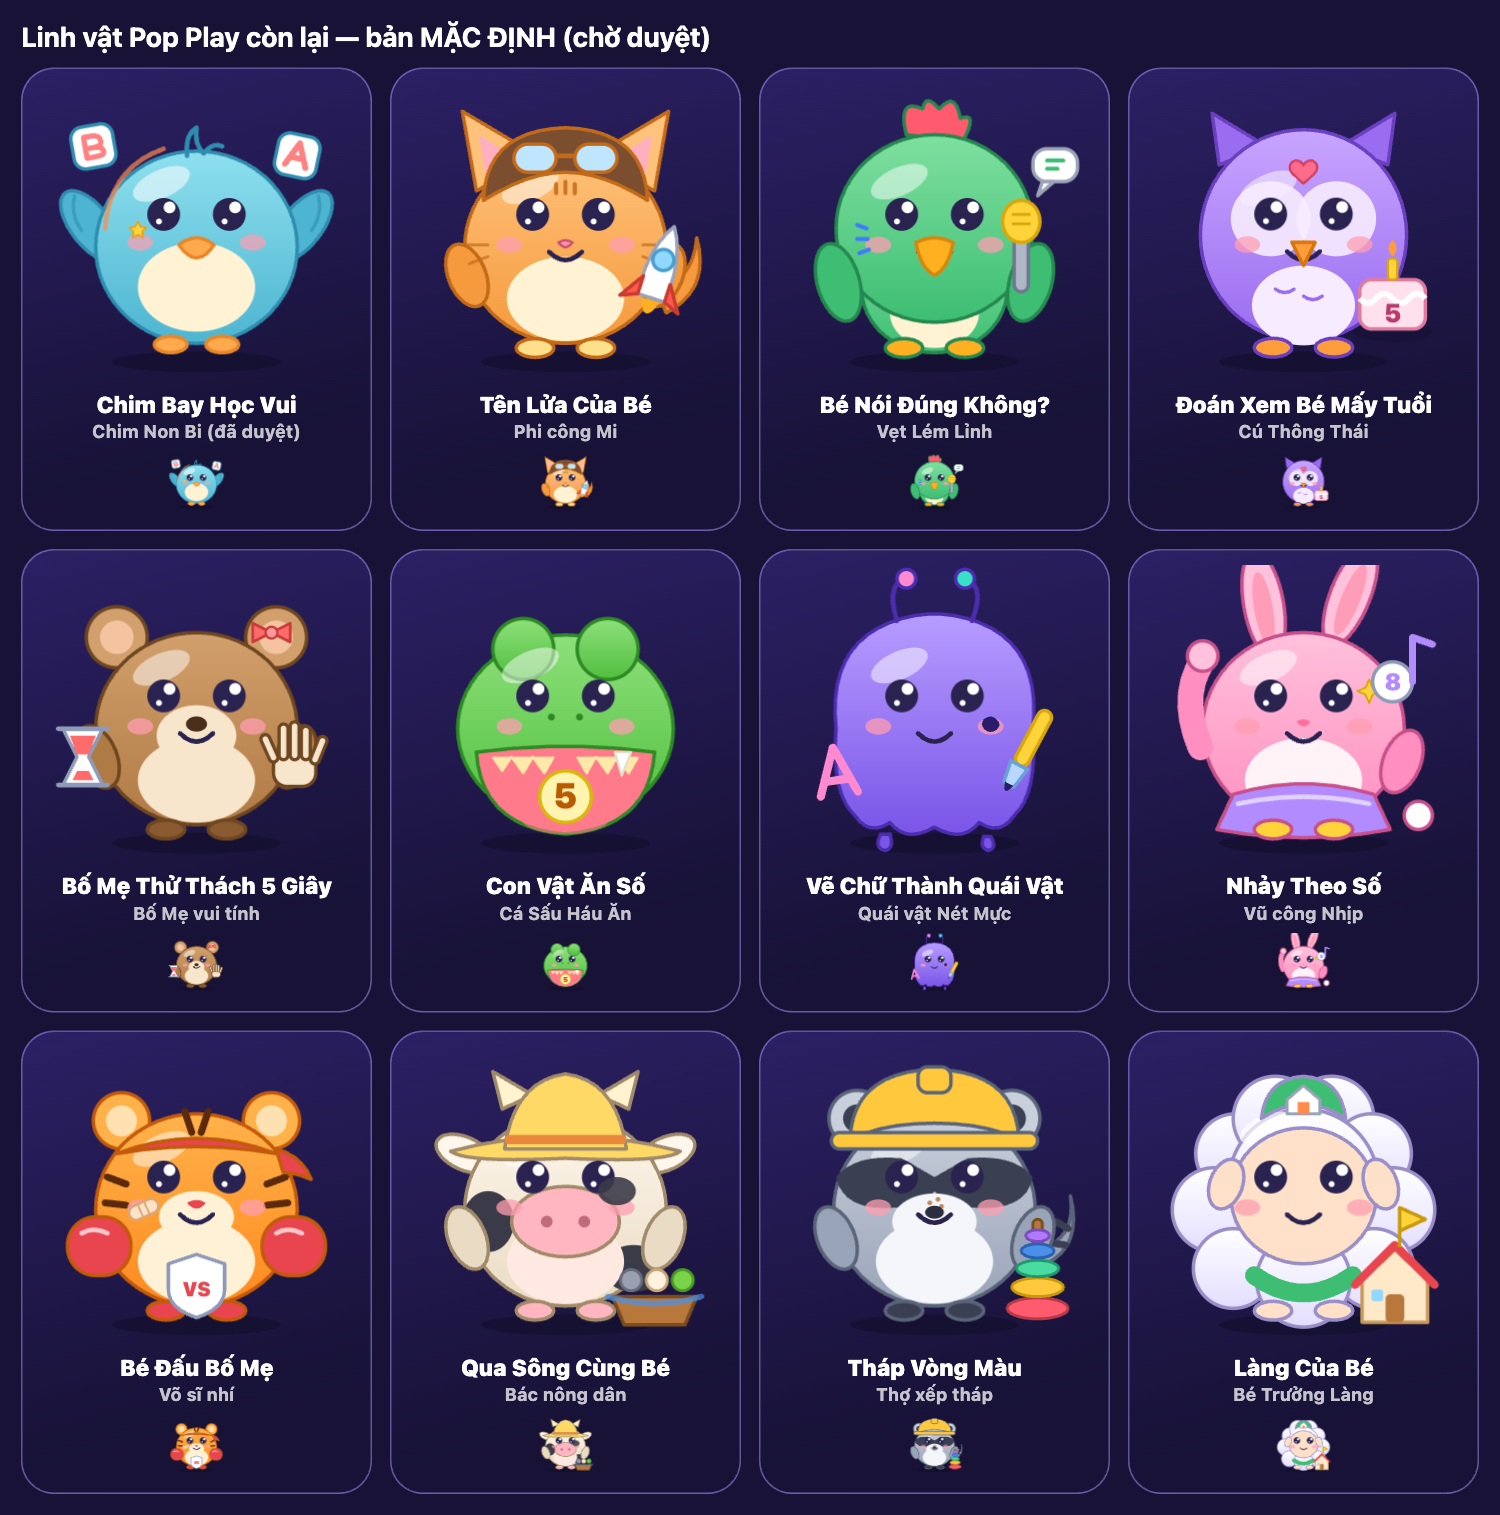 Linh vật Pop Play còn lại — bản MẶC ĐỊNH (chờ duyệt)
B
A
Chim Bay Học Vui
Chim Non Bi (đã duyệt)
Tên Lửa Của Bé
Phi công Mi
Bé Nói Đúng Không?
Vẹt Lém Lỉnh
5
Đoán Xem Bé Mấy Tuổi
Cú Thông Thái
Bố Mẹ Thử Thách 5 Giây
Bố Mẹ vui tính
5
Con Vật Ăn Số
Cá Sấu Háu Ăn
A
Vẽ Chữ Thành Quái Vật
Quái vật Nét Mực
8
Nhảy Theo Số
Vũ công Nhịp
VS
Bé Đấu Bố Mẹ
Võ sĩ nhí
Qua Sông Cùng Bé
Bác nông dân
Tháp Vòng Màu
Thợ xếp tháp
Làng Của Bé
Bé Trưởng Làng